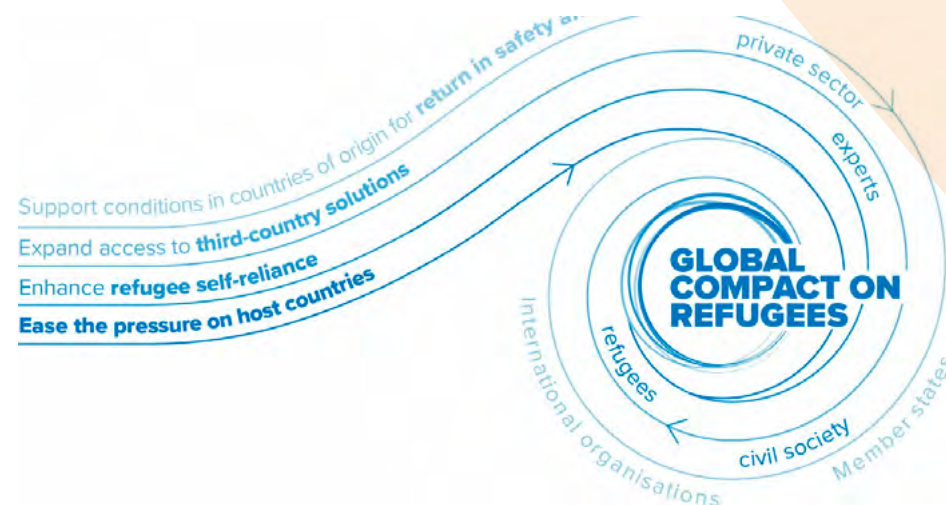 Support conditions in countries of origin for return in safety
Expand access to third-country solutions
Enhance refugee self-reliance
Ease the pressure on host countries
private sector
experts
GLOBAL
COMPACT ON
REFUGEES
refugees
civil society
International organisations
Member states